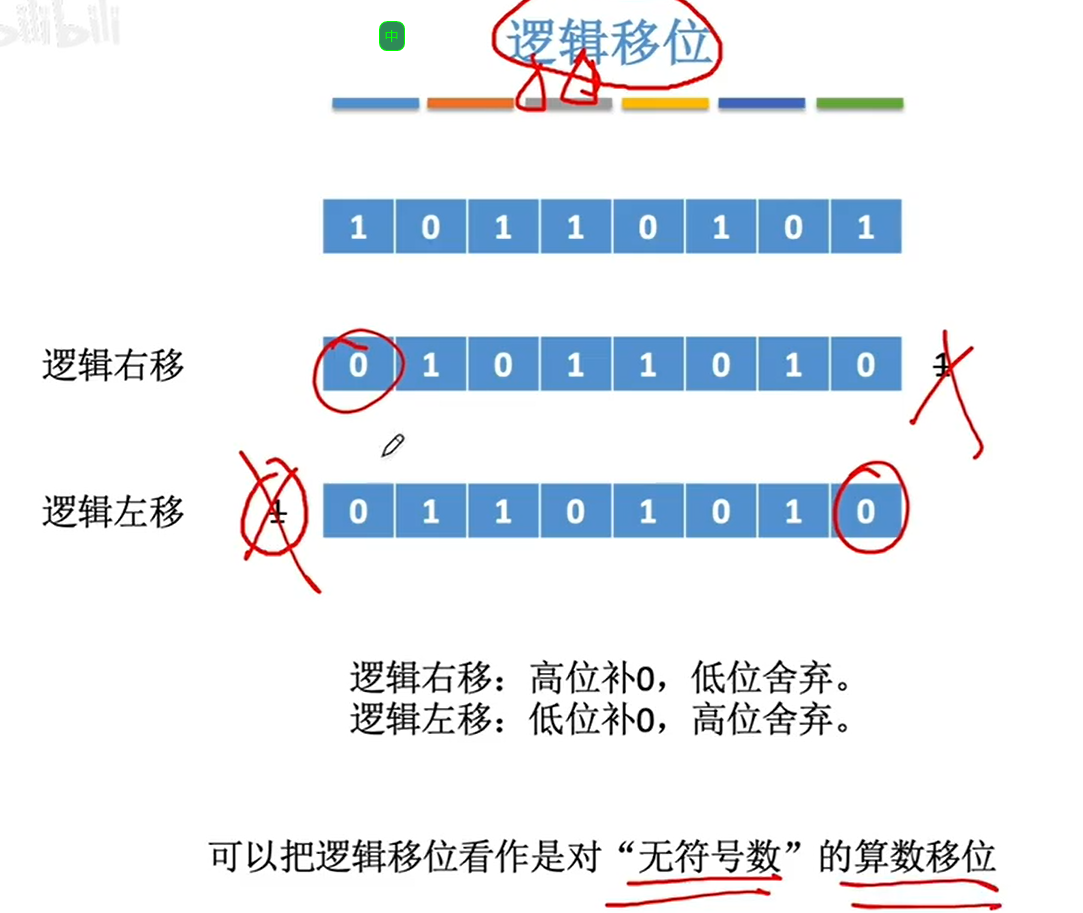 bilibili
中
逻辑移位
1 0 1 1 0 1 0 1
逻辑右移 0 1 0 1 1 0 1 0 1
逻辑左移 1 0 1 1 0 1 0 1 0
逻辑右移：高位补0，低位舍弃。
逻辑左移：低位补0，高位舍弃。
可以把逻辑移位看作是对“无符号数”的算数移位